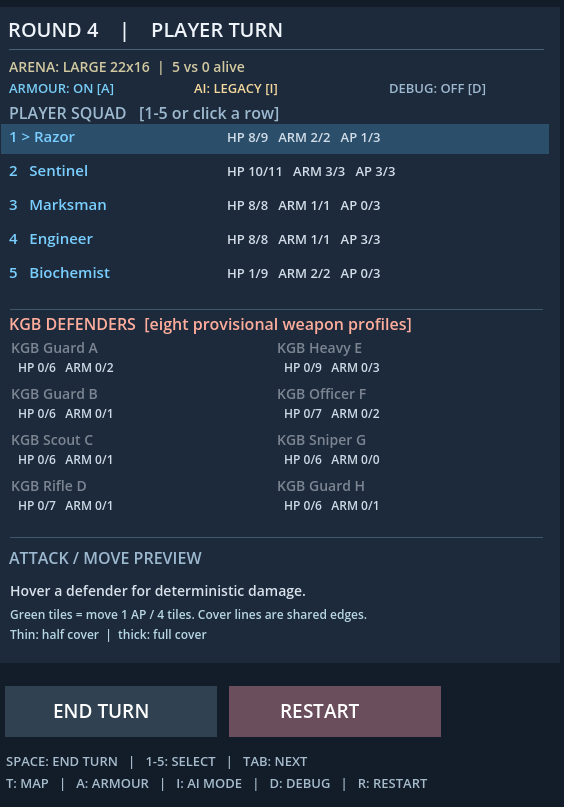 ROUND 4 | PLAYER TURN
ARENA: LARGE 22x16 | 5 vs 0 alive
ARMOUR: ON [A] AI: LEGACY [I] DEBUG: OFF [D]
PLAYER SQUAD [1-5 or click a row]
1 > Razor HP 8/9 ARM 2/2 AP 1/3
2 Sentinel HP 10/11 ARM 3/3 AP 3/3
3 Marksman HP 8/8 ARM 1/1 AP 0/3
4 Engineer HP 8/8 ARM 1/1 AP 3/3
5 Biochemist HP 1/9 ARM 2/2 AP 0/3
KGB DEFENDERS [eight provisional weapon profiles]
KGB Guard A KGB Heavy E
HP 0/6 ARM 0/2 HP 0/9 ARM 0/3
KGB Guard B KGB Officer F
HP 0/6 ARM 0/1 HP 0/7 ARM 0/2
KGB Scout C KGB Sniper G
HP 0/6 ARM 0/1 HP 0/6 ARM 0/0
KGB Rifle D KGB Guard H
HP 0/7 ARM 0/1 HP 0/6 ARM 0/1
ATTACK / MOVE PREVIEW
Hover a defender for deterministic damage.
Green tiles = move 1 AP / 4 tiles. Cover lines are shared edges.
Thin: half cover | thick: full cover
END TURN RESTART
SPACE: END TURN | 1-5: SELECT | TAB: NEXT
T: MAP | A: ARMOUR | I: AI MODE | D: DEBUG | R: RESTART